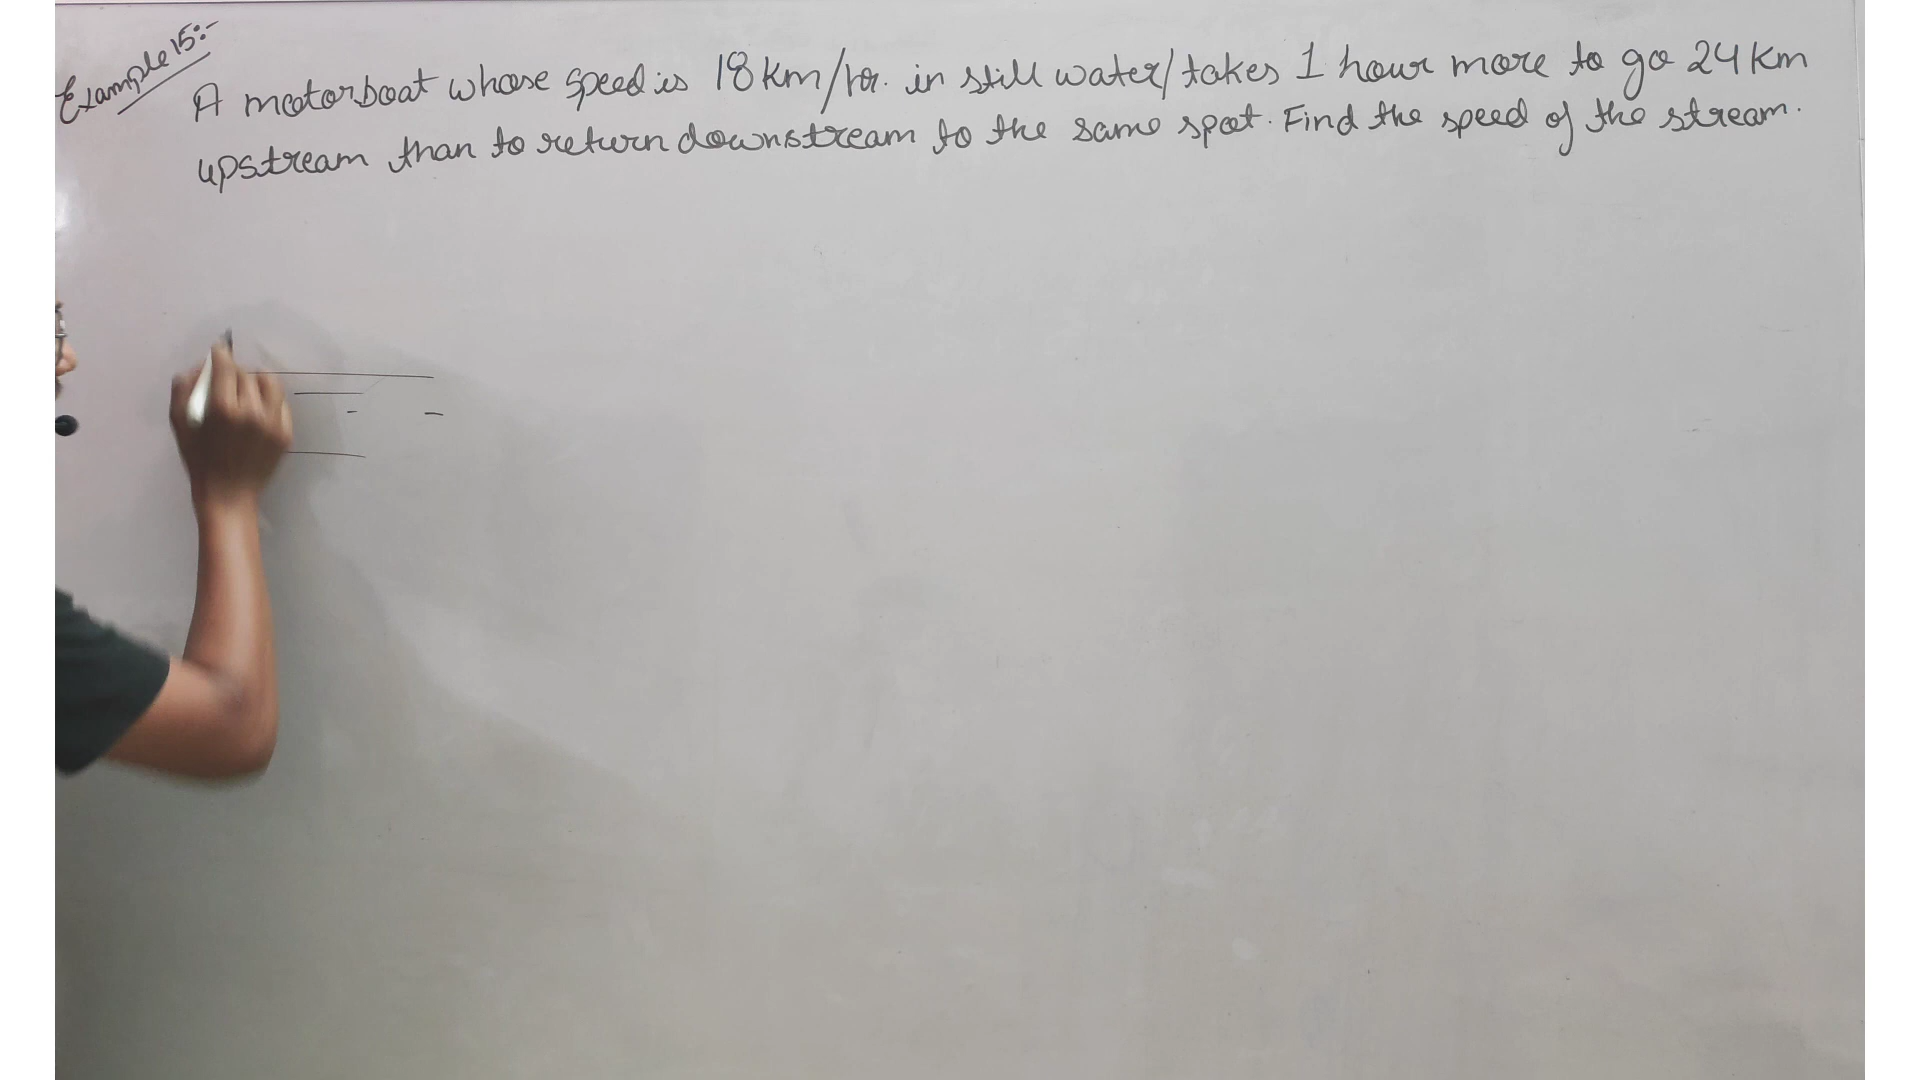 Example 15:-
A motorboat whose speed is 18 km/hr. in still water/takes 1 hour more to go 24 km
upstream than to return downstream to the same spot. Find the speed of the stream.